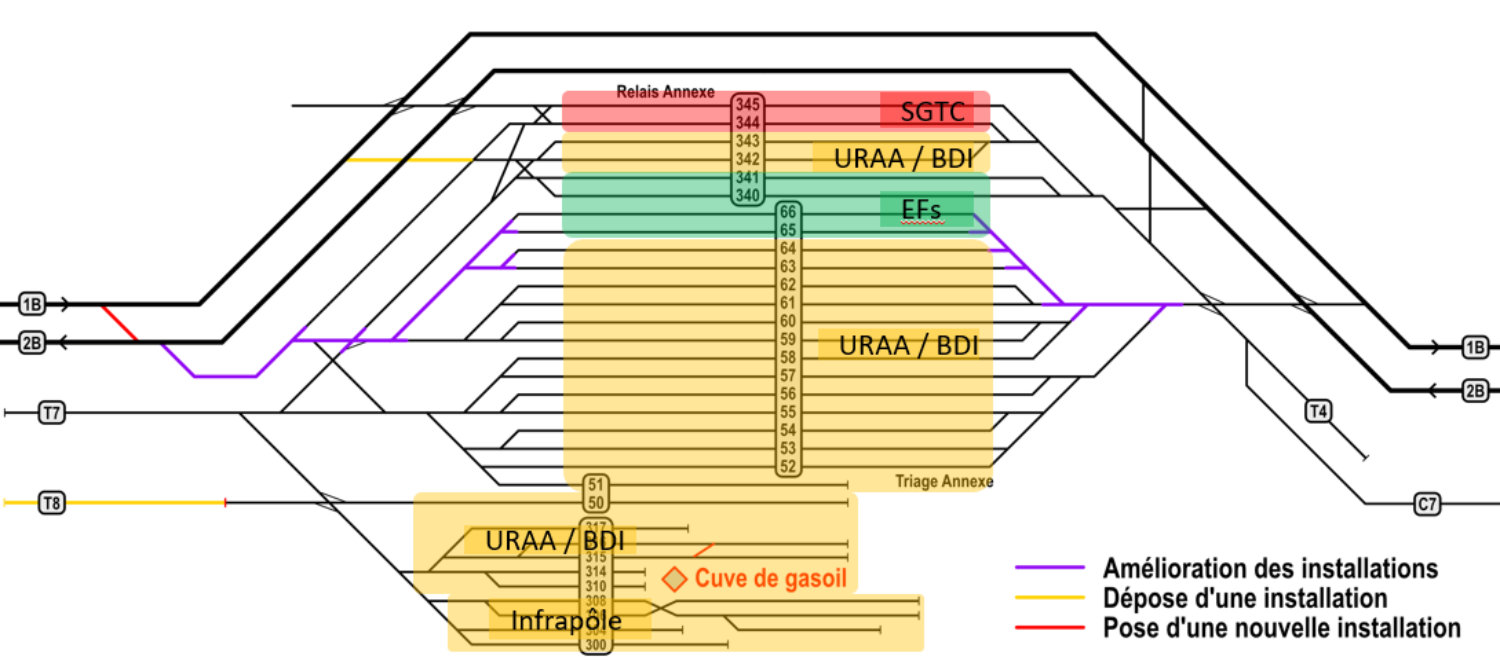 Relais Annexe
345
SGTC
344
343
342
URAA / BDI
341
340
66
EFs
65
64
63
62
1B
61
60
2B
59
URAA / BDI
58
1B
57
2B
56
T7
55
T4
54
53
52
51
Triage Annexe
T8
50
C7
317
URAA / BDI
315
314
Cuve de gasoil
310
308
Infrapôle
300
Amélioration des installations
Dépose d'une installation
Pose d'une nouvelle installation